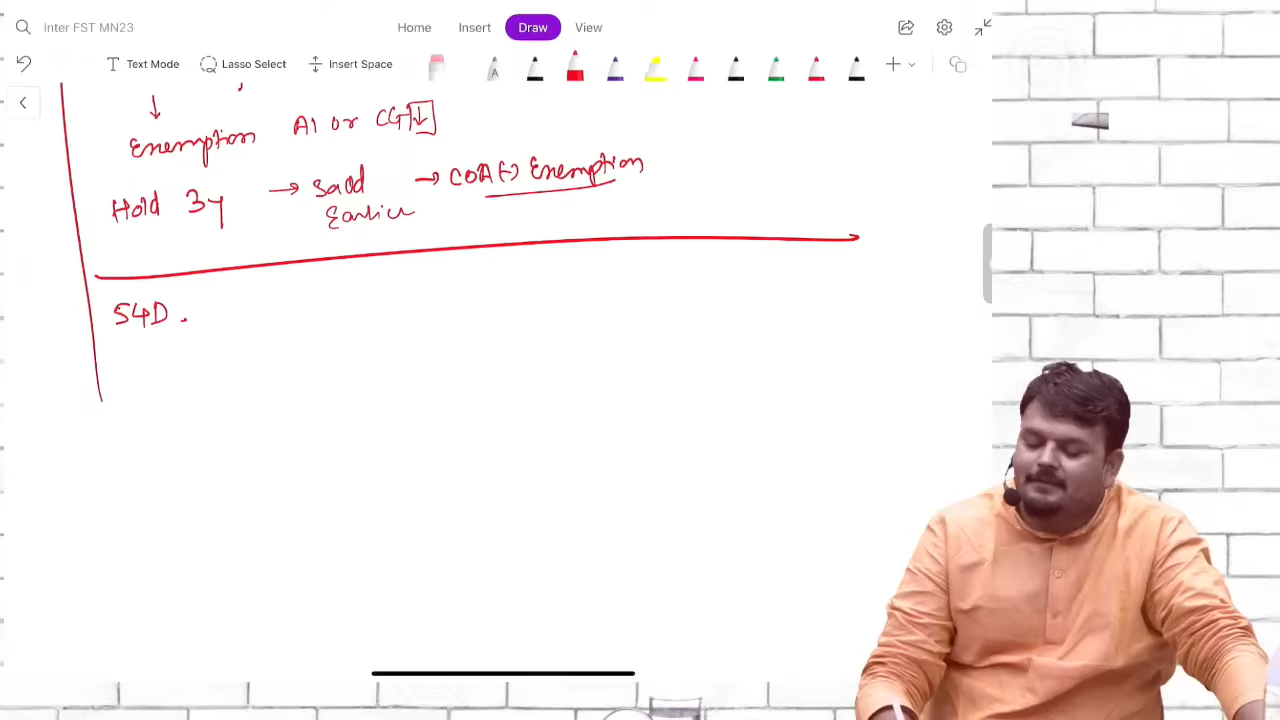 Inter FST MN23
Home Insert Draw View
Text Mode Lasso Select Insert Space
A
↓
Exemption AI or CG ↓
Hold 3y → Sold → COA (-) Exemption
Earlier
54D.